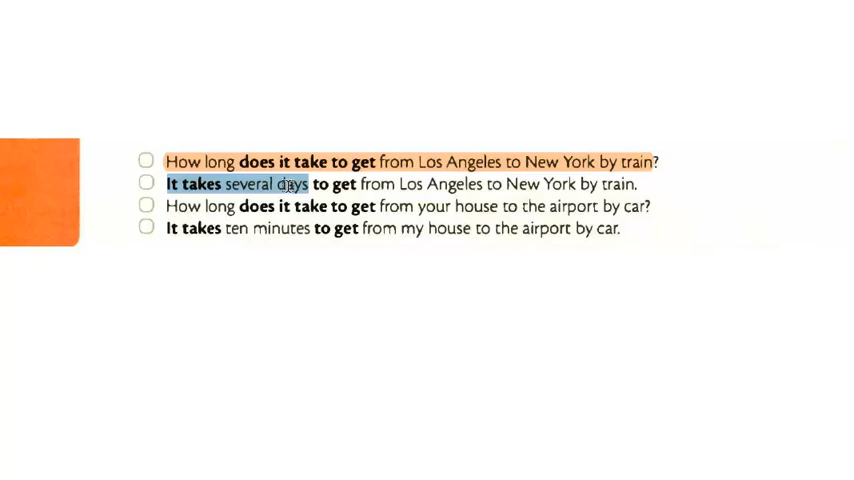 How long does it take to get from Los Angeles to New York by train?
It takes several days to get from Los Angeles to New York by train.
How long does it take to get from your house to the airport by car?
It takes ten minutes to get from my house to the airport by car.